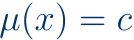 μ(x) = c